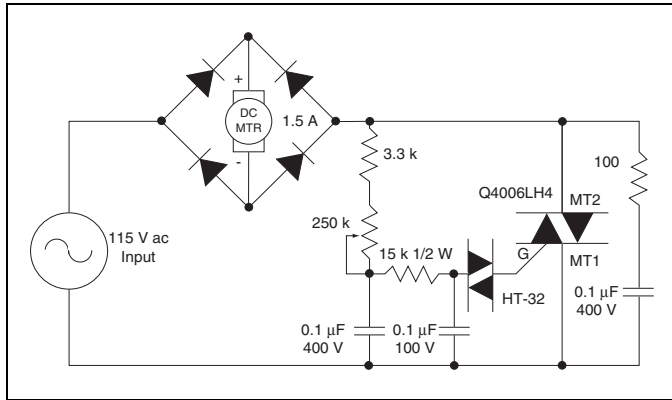 +
DC
MTR
-
1.5 A
3.3 k
100
Q4006LH4
MT2
250 k
15 k 1/2 W
G
MT1
115 V ac
Input
HT-32
0.1 μF
400 V
0.1 μF
100 V
0.1 μF
400 V